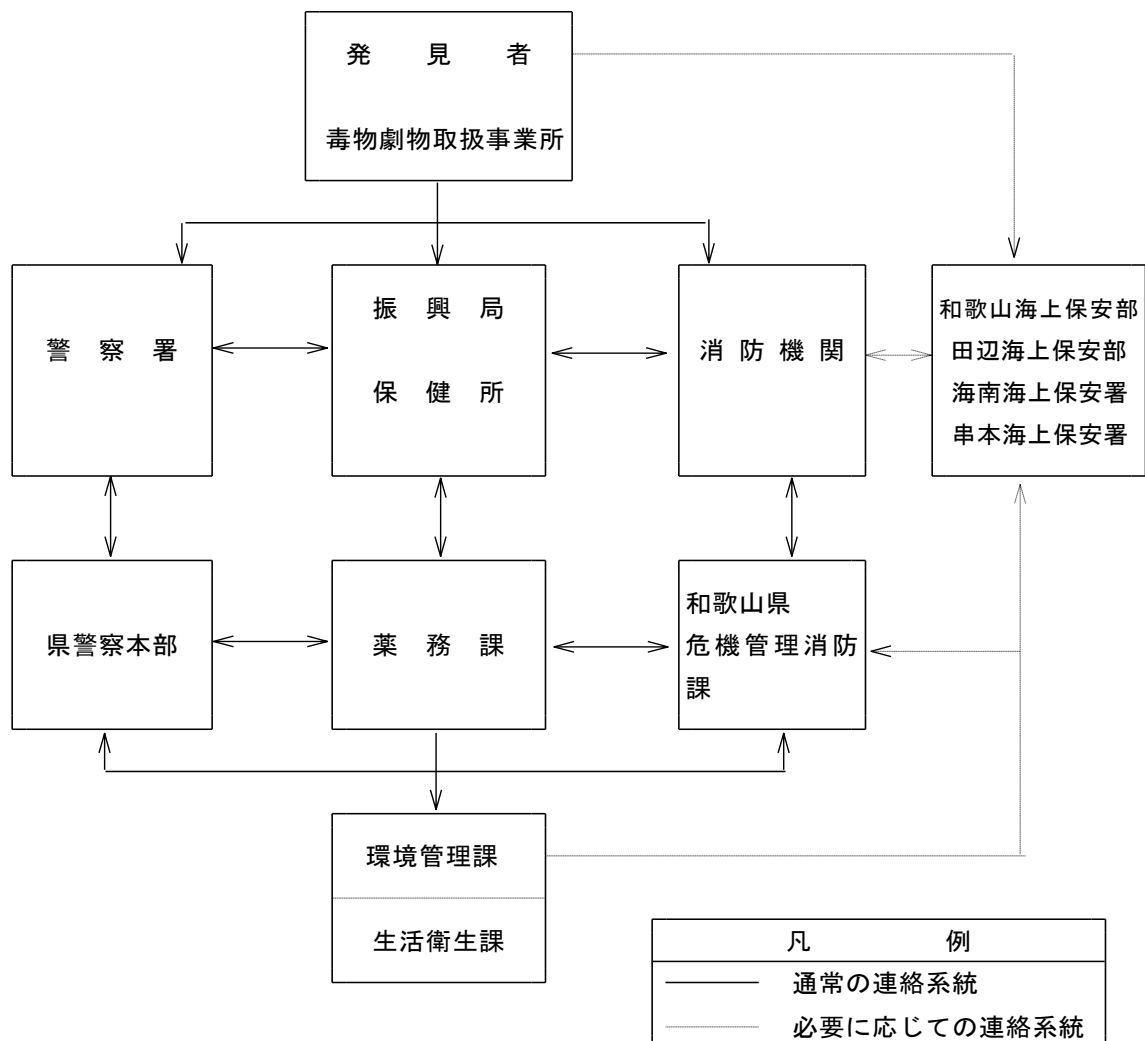 発見者
毒物劇物取扱事業所
警察署
振興局
保健所
消防機関
和歌山海上保安部
田辺海上保安部
海南海上保安署
串本海上保安署
県警察本部
薬務課
和歌山県
危機管理消防
課
環境管理課
生活衛生課
凡例
通常の連絡系統
必要に応じての連絡系統